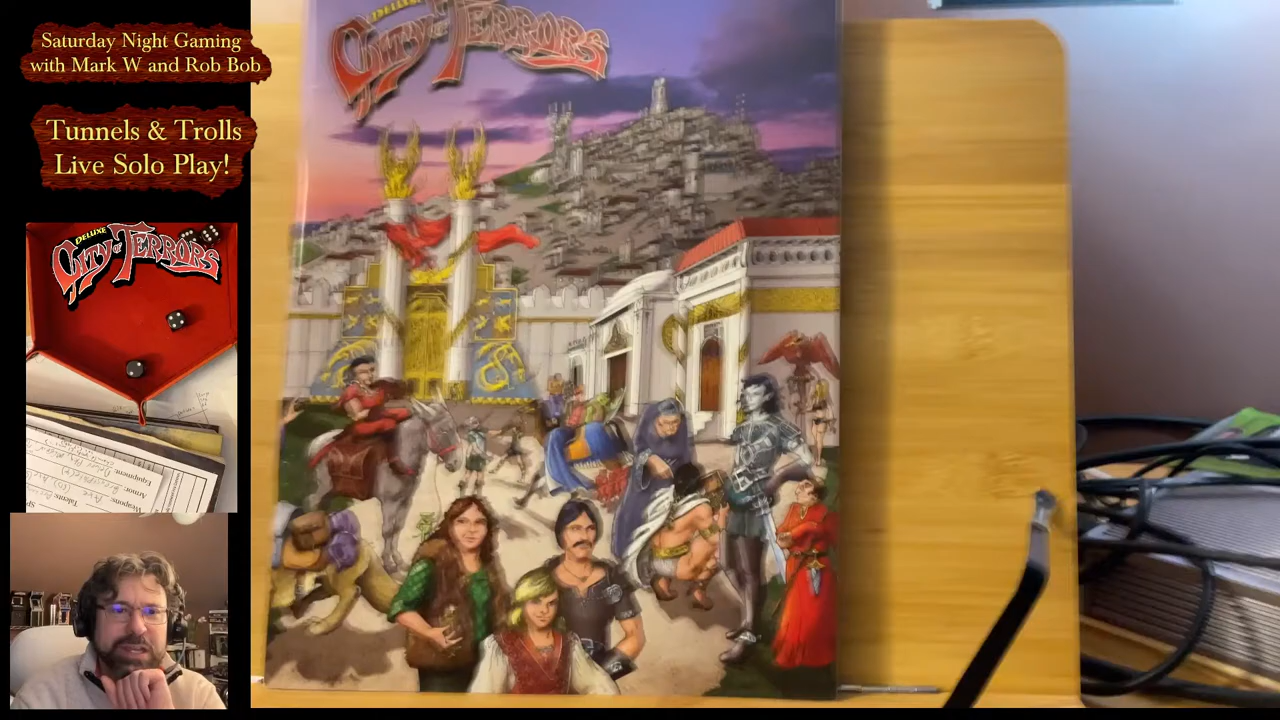 Saturday Night Gaming
with Mark W and Rob Bob
Tunnels & Trolls
Live Solo Play!
DELUXE
CITY OF TERRORS
DELUXE
CITY OF TERRORS
Equipment:
Armor:
Weapons:
Talents: